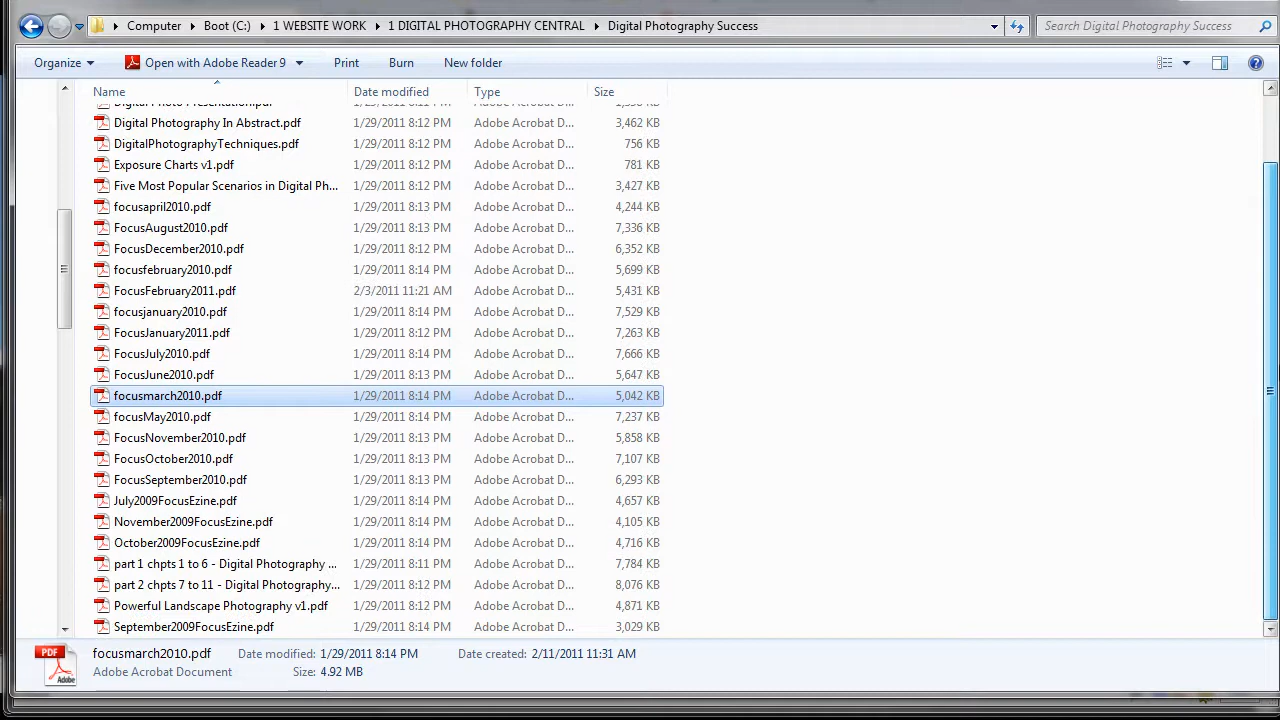 Computer Boot (C:) 1 WEBSITE WORK 1 DIGITAL PHOTOGRAPHY CENTRAL Digital Photography Success Search Digital Photography Success
Organize Open with Adobe Reader 9 Print Burn New folder
Name Date modified Type Size
Digital Photo Presentation.pdf 1/29/2011 8:11 PM Adobe Acrobat D...
Digital Photography In Abstract.pdf 1/29/2011 8:12 PM Adobe Acrobat D... 3,462 KB
DigitalPhotographyTechniques.pdf 1/29/2011 8:12 PM Adobe Acrobat D... 756 KB
Exposure Charts v1.pdf 1/29/2011 8:12 PM Adobe Acrobat D... 781 KB
Five Most Popular Scenarios in Digital Ph... 1/29/2011 8:12 PM Adobe Acrobat D... 3,427 KB
focusapril2010.pdf 1/29/2011 8:13 PM Adobe Acrobat D... 4,244 KB
FocusAugust2010.pdf 1/29/2011 8:13 PM Adobe Acrobat D... 7,336 KB
FocusDecember2010.pdf 1/29/2011 8:12 PM Adobe Acrobat D... 6,352 KB
focusfebruary2010.pdf 1/29/2011 8:14 PM Adobe Acrobat D... 5,699 KB
FocusFebruary2011.pdf 2/3/2011 11:21 AM Adobe Acrobat D... 5,431 KB
focusjanuary2010.pdf 1/29/2011 8:14 PM Adobe Acrobat D... 7,529 KB
FocusJanuary2011.pdf 1/29/2011 8:12 PM Adobe Acrobat D... 7,263 KB
FocusJuly2010.pdf 1/29/2011 8:14 PM Adobe Acrobat D... 7,666 KB
FocusJune2010.pdf 1/29/2011 8:13 PM Adobe Acrobat D... 5,647 KB
focusmarch2010.pdf 1/29/2011 8:14 PM Adobe Acrobat D... 5,042 KB
focusMay2010.pdf 1/29/2011 8:14 PM Adobe Acrobat D... 7,237 KB
FocusNovember2010.pdf 1/29/2011 8:13 PM Adobe Acrobat D... 5,858 KB
FocusOctober2010.pdf 1/29/2011 8:13 PM Adobe Acrobat D... 7,107 KB
FocusSeptember2010.pdf 1/29/2011 8:13 PM Adobe Acrobat D... 6,293 KB
July2009FocusEzine.pdf 1/29/2011 8:14 PM Adobe Acrobat D... 4,657 KB
November2009FocusEzine.pdf 1/29/2011 8:14 PM Adobe Acrobat D... 4,105 KB
October2009FocusEzine.pdf 1/29/2011 8:14 PM Adobe Acrobat D... 4,716 KB
part 1 chpts 1 to 6 - Digital Photography ... 1/29/2011 8:11 PM Adobe Acrobat D... 7,784 KB
part 2 chpts 7 to 11 - Digital Photography... 1/29/2011 8:12 PM Adobe Acrobat D... 8,076 KB
Powerful Landscape Photography v1.pdf 1/29/2011 8:12 PM Adobe Acrobat D... 4,871 KB
September2009FocusEzine.pdf 1/29/2011 8:14 PM Adobe Acrobat D... 3,029 KB
PDF focusmarch2010.pdf Date modified: 1/29/2011 8:14 PM Date created: 2/11/2011 11:31 AM
Adobe Adobe Acrobat Document Size: 4.92 MB